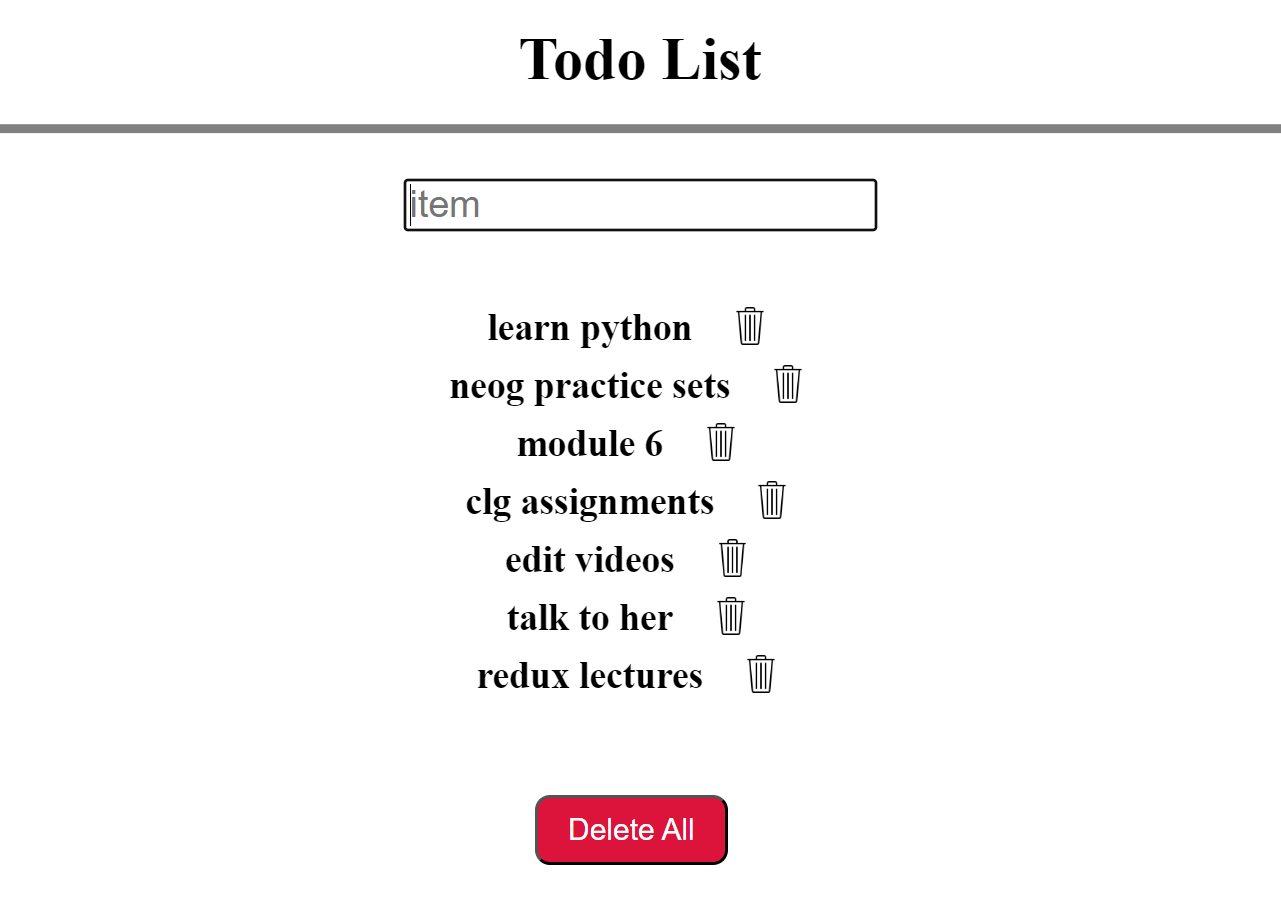 Todo List
item
learn python
neog practice sets
module 6
clg assignments
edit videos
talk to her
redux lectures
Delete All